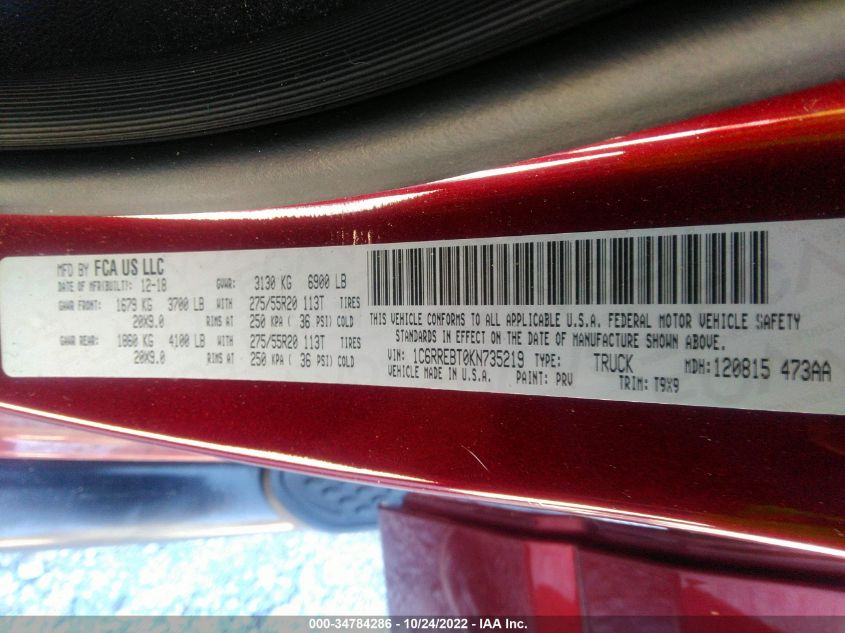 MFD BY FCA US LLC
DATE OF MFR(BUILT): 12-18 GVWR: 3130 KG 6900 LB
GAWR FRONT: 1679 KG 3700 LB WITH 275/55R20 113T TIRES
20X9.0 RIMS AT 250 KPA ( 36 PSI) COLD
GAWR REAR: 1860 KG 4100 LB WITH 275/55R20 113T TIRES
20X9.0 RIMS AT 250 KPA ( 36 PSI) COLD
THIS VEHICLE CONFORMS TO ALL APPLICABLE U.S.A. FEDERAL MOTOR VEHICLE SAFETY
STANDARDS IN EFFECT ON THE DATE OF MANUFACTURE SHOWN ABOVE.
VIN: 1C6RREBT0KN735219 TYPE: TRUCK MDH: 120815 473AA
VEHICLE MADE IN U.S.A. PAINT: PRV TRIM: T9X9
000-34784286 - 10/24/2022 - IAA Inc.